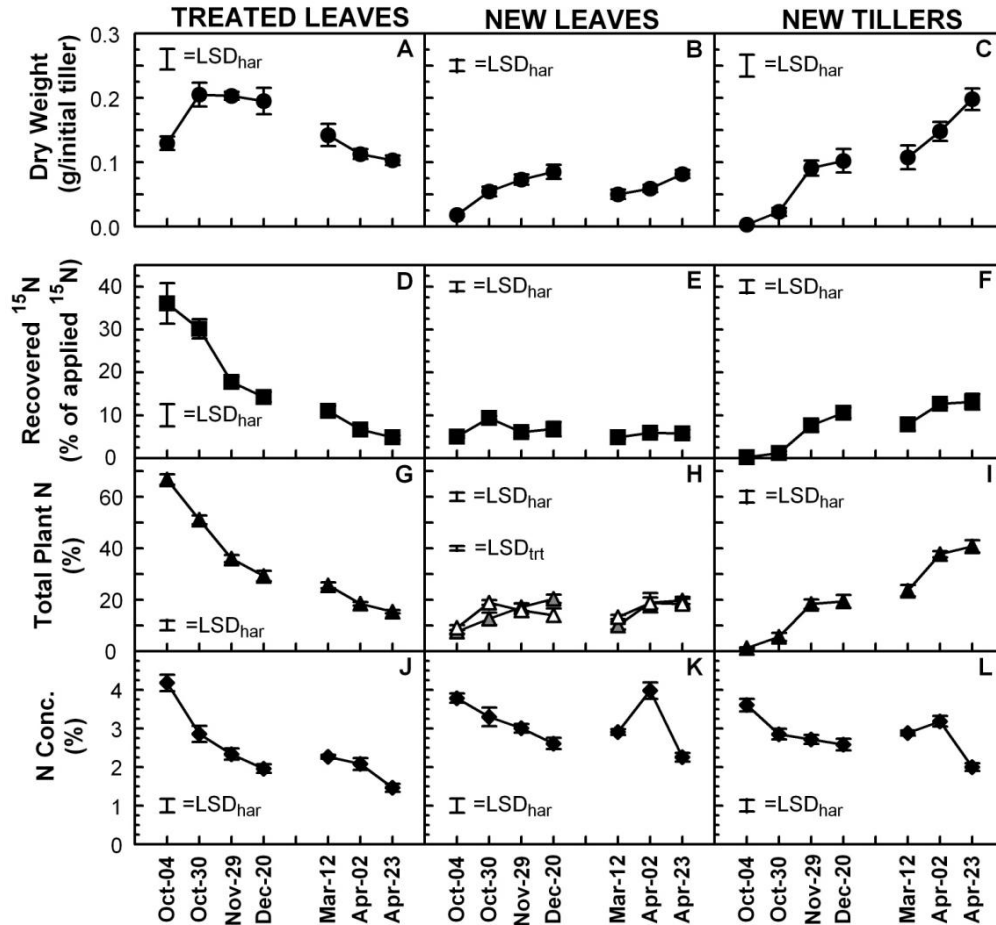 TREATED LEAVES NEW LEAVES NEW TILLERS
Dry Weight
(g/initial tiller)
0.3
0.2
0.1
0.0
A
=LSDhar
B
=LSDhar
C
=LSDhar
Recovered 15N
(% of applied 15N)
40
30
20
10
0
D
=LSDhar
E
=LSDhar
F
=LSDhar
Total Plant N
(%)
60
40
20
0
G
=LSDhar
H
=LSDhar
=LSDtrt
I
=LSDhar
N Conc.
(%)
4
3
2
1
0
J
=LSDhar
K
=LSDhar
L
=LSDhar
Oct-04
Oct-30
Nov-29
Dec-20
Mar-12
Apr-02
Apr-23
Oct-04
Oct-30
Nov-29
Dec-20
Mar-12
Apr-02
Apr-23
Oct-04
Oct-30
Nov-29
Dec-20
Mar-12
Apr-02
Apr-23